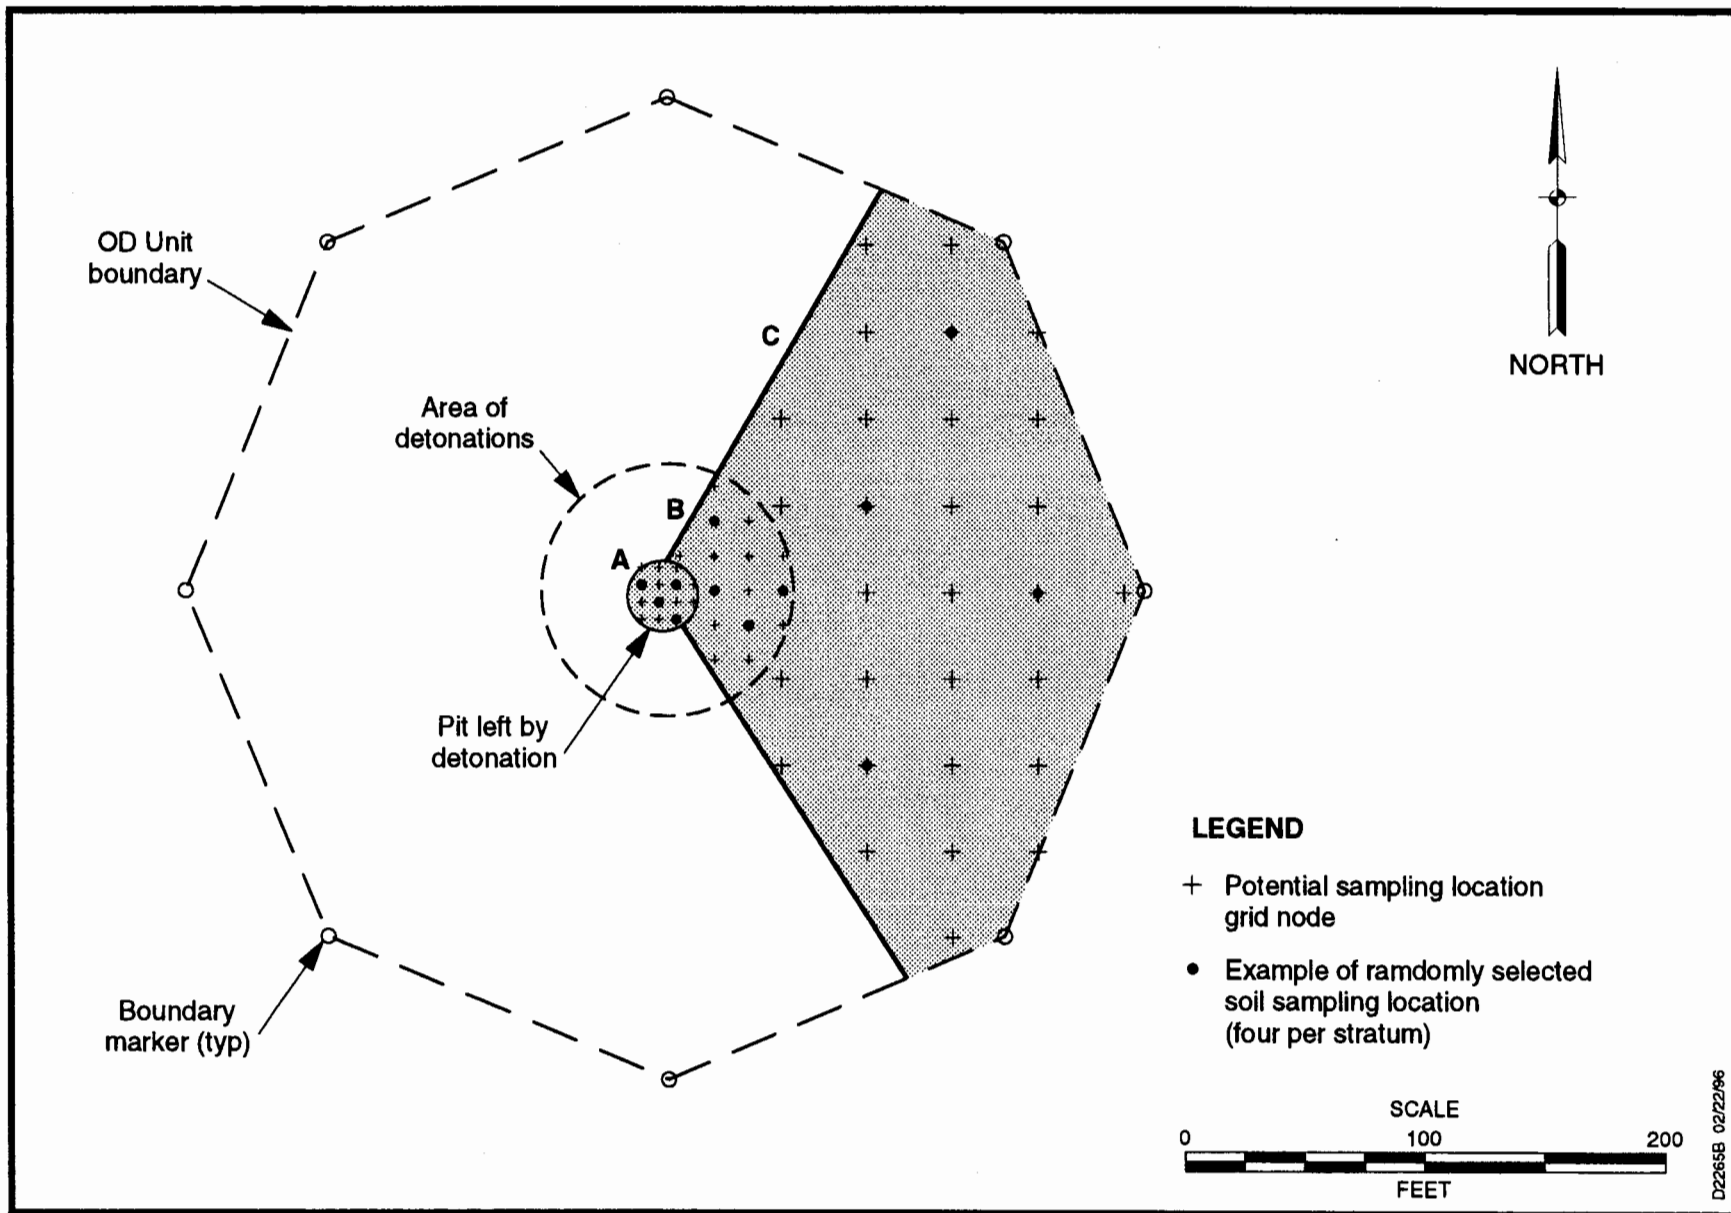 OD Unit
boundary
Area of
detonations
C
B
A
Pit left by
detonation
Boundary
marker (typ)
NORTH
LEGEND
+ Potential sampling location
grid node
● Example of ramdomly selected
soil sampling location
(four per stratum)
SCALE
0 100 200
FEET
D2265B 02/22/96